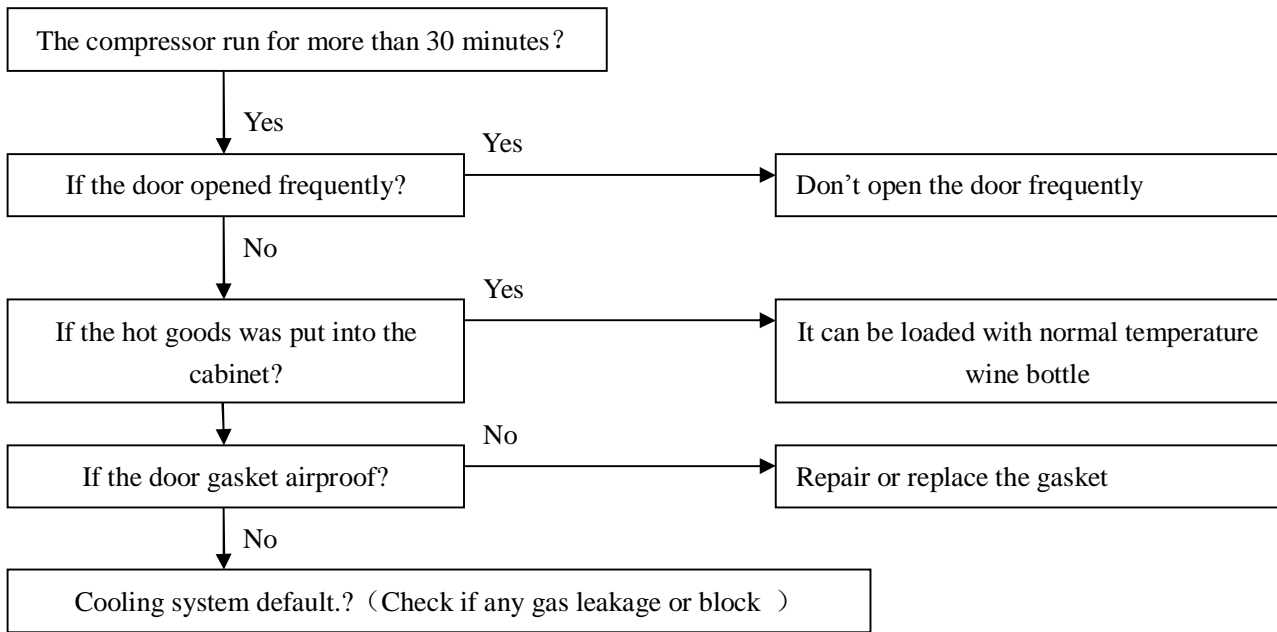 The compressor run for more than 30 minutes？
Yes
Yes
If the door opened frequently?
Don’t open the door frequently
No
Yes
If the hot goods was put into the
cabinet?
It can be loaded with normal temperature
wine bottle
No
If the door gasket airproof?
Repair or replace the gasket
No
Cooling system default.?（Check if any gas leakage or block ）